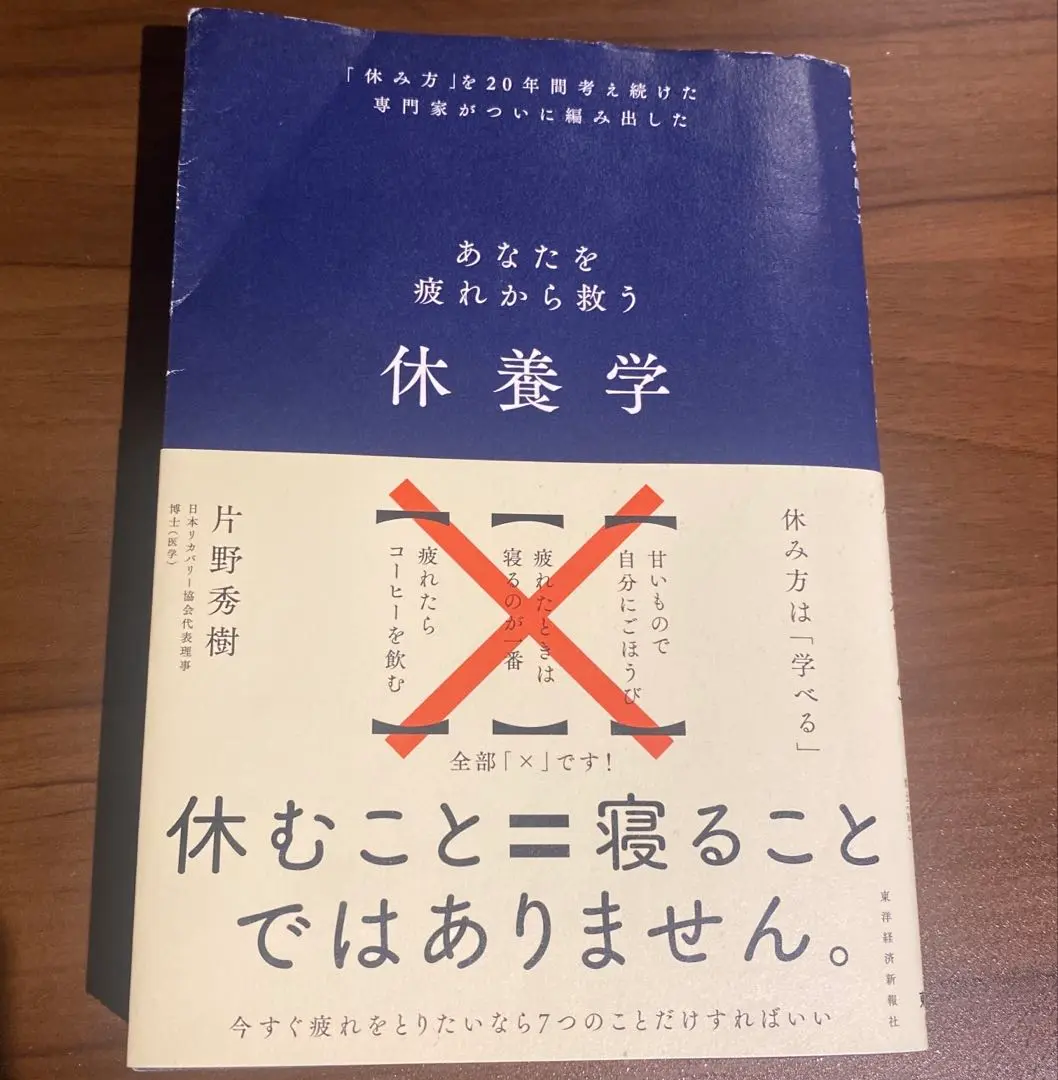 「休み方」を20年間考え続けた
専門家がついに編み出した
あなたを
疲れから救う
休養学
休み方は「学べる」
甘いもので
自分にごほうび
疲れたときは
寝るのが一番
疲れたら
コーヒーを飲む
全部「×」です！
片野秀樹
日本リカバリー協会代表理事
博士（医学）
休むこと=寝ること
ではありません。
今すぐ疲れをとりたいなら7つのことだけすればいい
東洋経済新報社